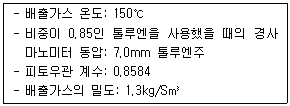 - 배출가스 온도: 150℃
- 비중이 0.85인 톨루엔을 사용했을 때의 경사
마노미터 동압: 7.0mm 톨루엔주
- 피토우관 계수: 0.8584
- 배출가스의 밀도: 1.3kg/Sm³